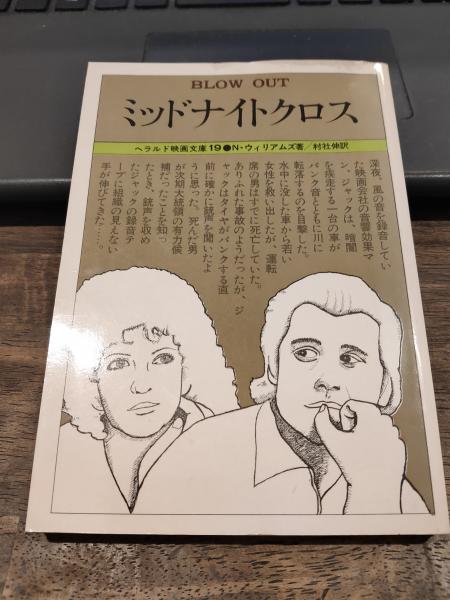 BLOW OUT
ミッドナイトクロス
ヘラルド映画文庫19●N・ウィリアムズ著/村社伸訳
深夜、風の音を録音してい
た映画会社の音響効果マ
ン、ジャックは、暗闇
を疾走する一台の車が
パンク音とともに川に
転落するのを目撃した。
水中に没した車から若い
女性を救い出したが、運転
席の男はすでに死亡していた。
ありふれた事故のようだったが、ジ
ャックはタイヤがパンクする直
前に確かに銃声を聞いたよ
うに思った。死んだ男
が次期大統領の有力候
補だったことを知っ
たとき、銃声を収め
たジャックの録音テ
ープに組織の見えない
手が伸びてきた……。